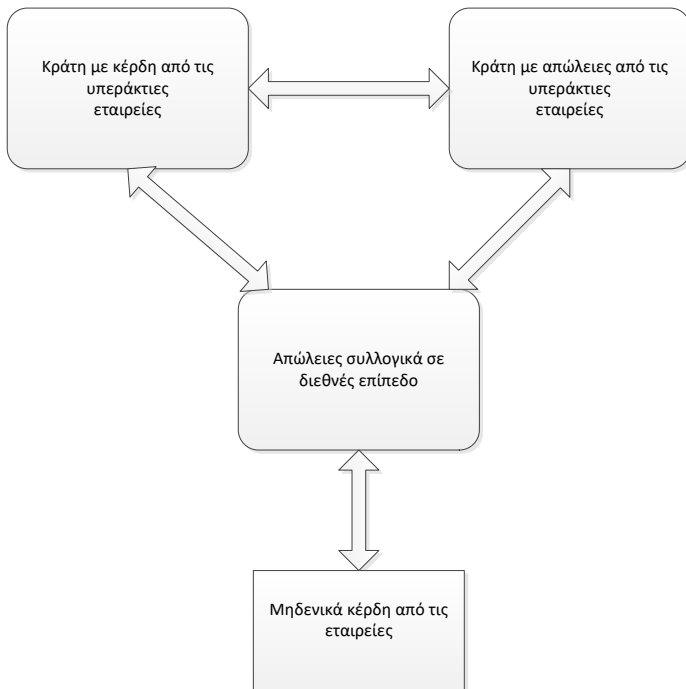 Κράτη με κέρδη από τις
υπεράκτιες
εταιρείες
Κράτη με απώλειες από τις
υπεράκτιες
εταιρείες
Απώλειες συλλογικά σε
διεθνές επίπεδο
Μηδενικά κέρδη από τις
εταιρείες